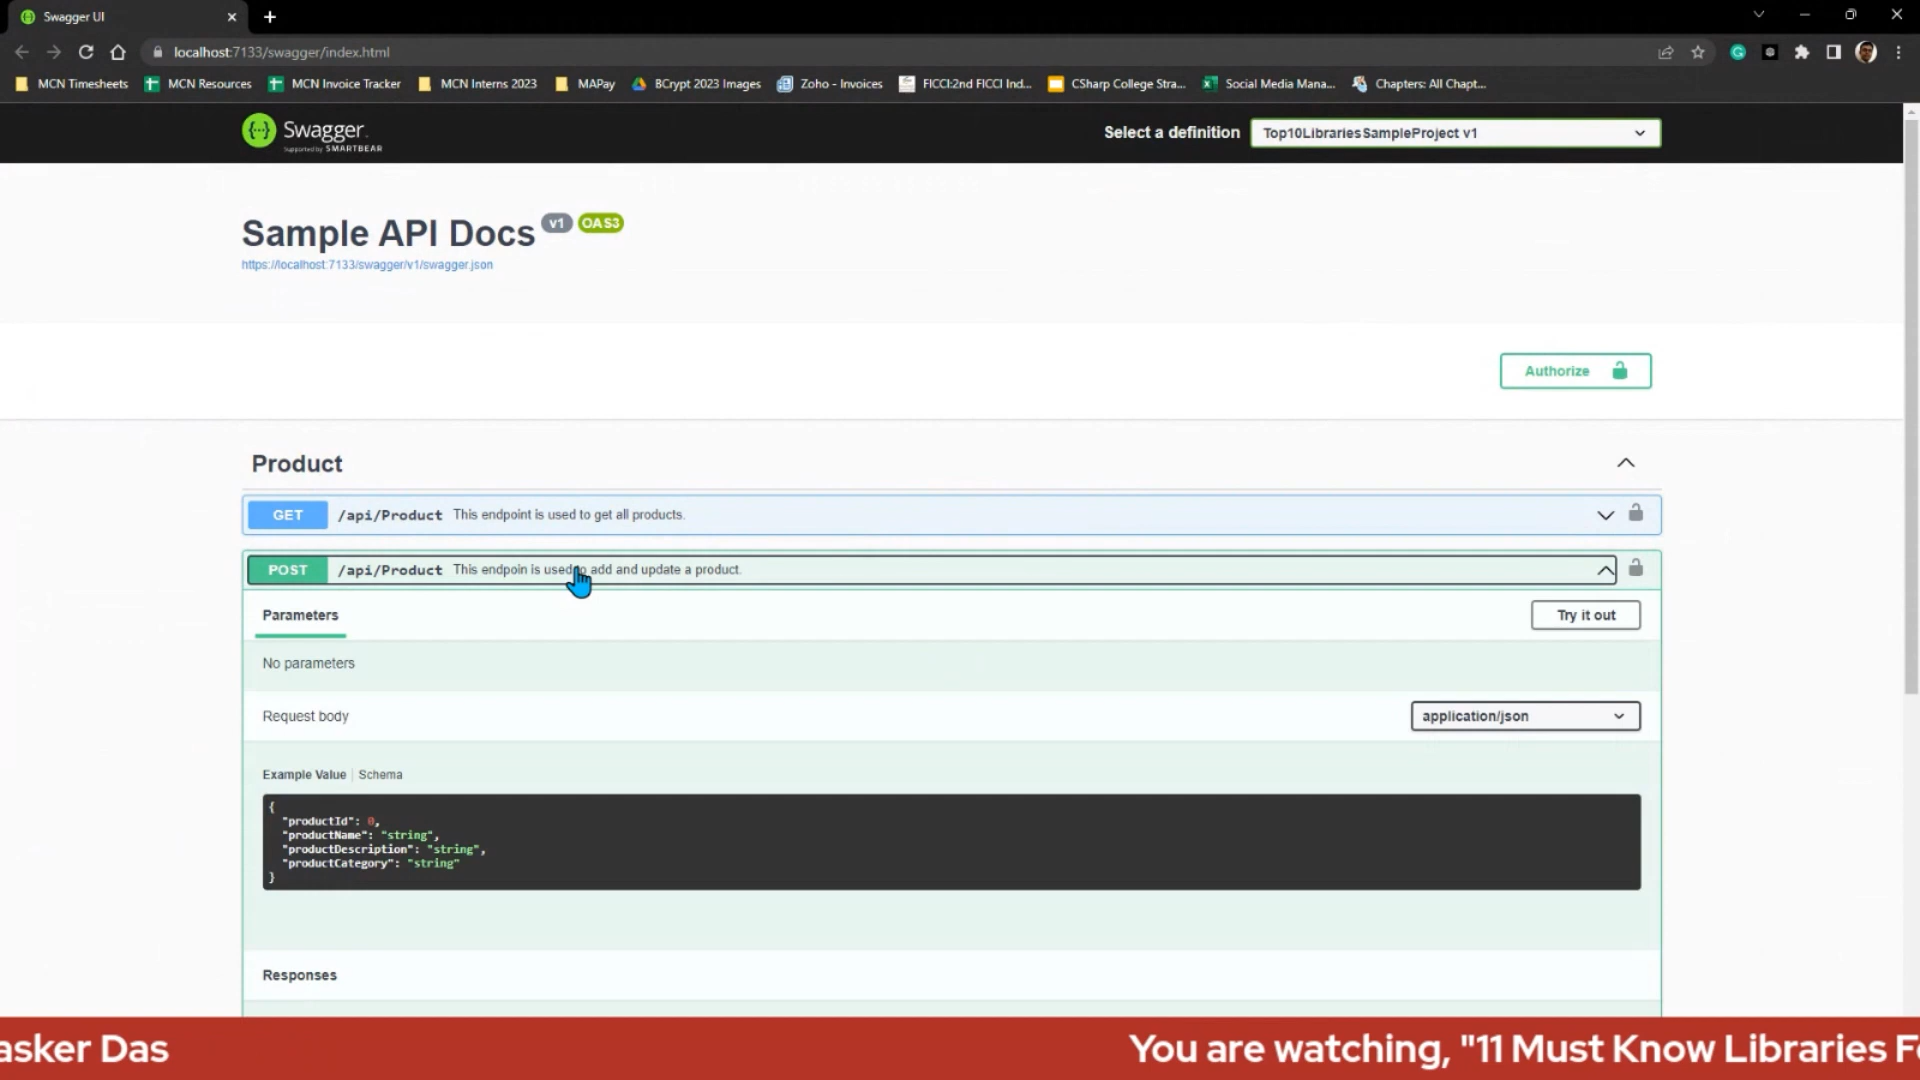 Swagger UI
localhost:7133/swagger/index.html
MCN Timesheets MCN Resources MCN Invoice Tracker MCN Interns 2023 MAPay BCrypt 2023 Images Zoho - Invoices FICCI:2nd FICCI Ind... CSharp College Stra... Social Media Mana... Chapters: All Chapt...
Swagger.
Supported by SMARTBEAR
Select a definition Top10LibrariesSampleProject v1
Sample API Docs v1 OAS3
https://localhost:7133/swagger/v1/swagger.json
Authorize
Product
GET /api/Product This endpoint is used to get all products.
POST /api/Product This endpoin is used to add and update a product.
Parameters Try it out
No parameters
Request body application/json
Example Value | Schema
{
"productId": 0,
"productName": "string",
"productDescription": "string",
"productCategory": "string"
}
Responses
asker Das You are watching, "11 Must Know Libraries Fo